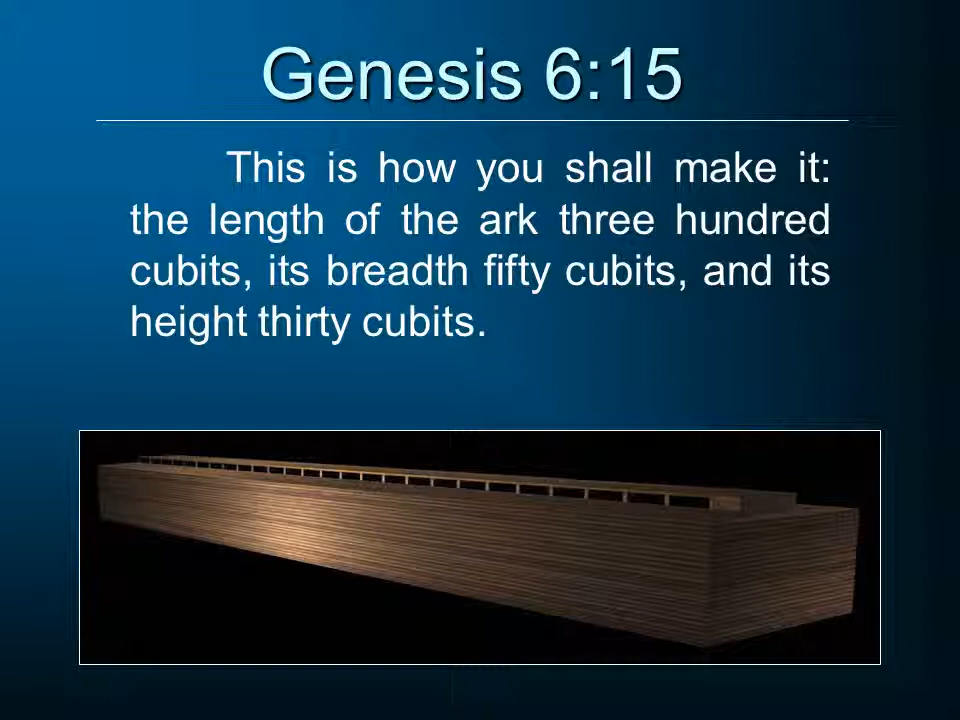 Genesis 6:15
This is how you shall make it:
the length of the ark three hundred
cubits, its breadth fifty cubits, and its
height thirty cubits.